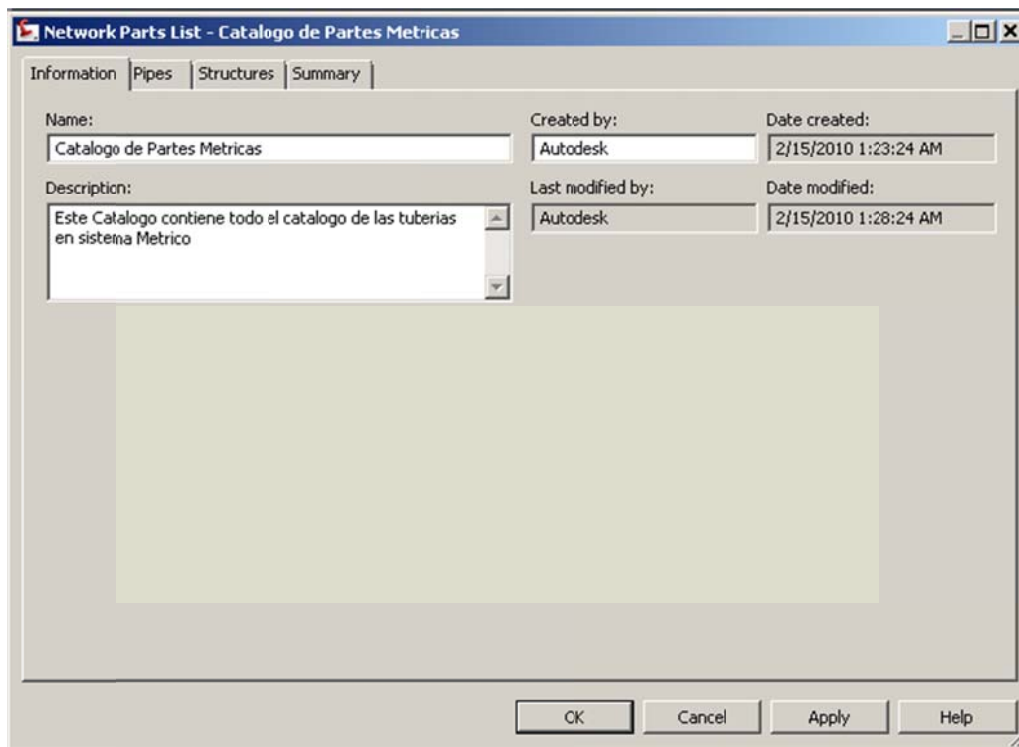 Network Parts List - Catalogo de Partes Metricas
Information Pipes Structures Summary
Name: Created by: Date created:
Catalogo de Partes Metricas Autodesk 2/15/2010 1:23:24 AM
Description: Last modified by: Date modified:
Este Catalogo contiene todo el catalogo de las tuberias Autodesk 2/15/2010 1:28:24 AM
en sistema Metrico
OK Cancel Apply Help